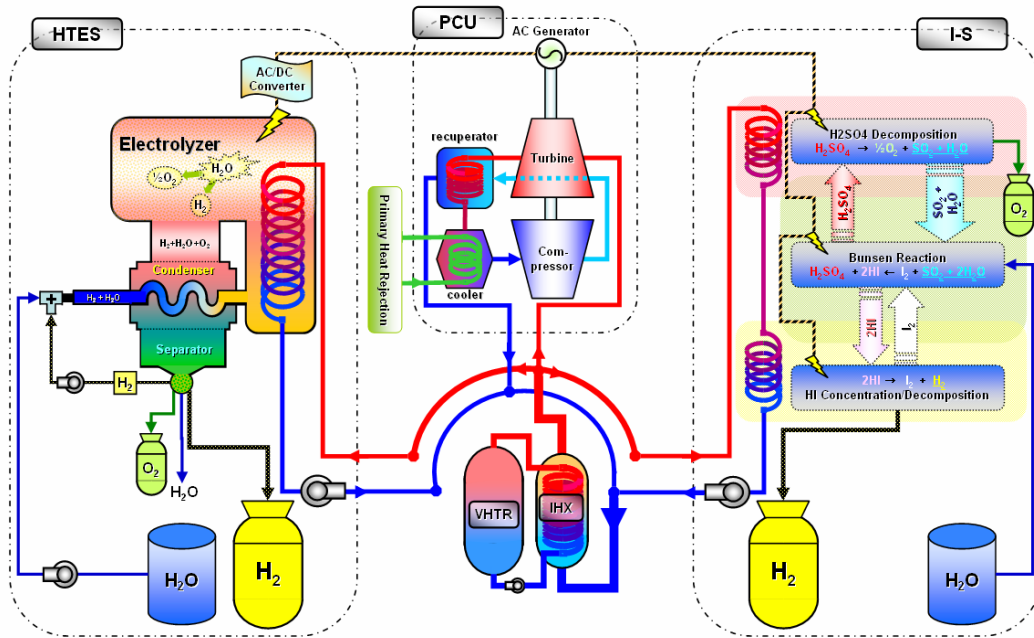 HTES
PCU
I-S
AC Generator
AC/DC
Converter
Electrolyzer
½O₂
H₂O
H₂
H₂+H₂O+O₂
Condenser
H₂ + H₂O
Separator
H₂
O₂
H₂O
H₂O
H₂
recuperator
Turbine
Primary Heat Rejection
cooler
Com-
pressor
VHTR
IHX
H2SO4 Decomposition
H₂SO₄ → ½O₂ + SO₂ + H₂O
H₂SO₄
SO₂ +
H₂O
O₂
Bunsen Reaction
H₂SO₄ + 2HI ← I₂ + SO₂ + 2H₂O
2HI
I₂
2HI → I₂ + H₂
HI Concentration/Decomposition
H₂
H₂O